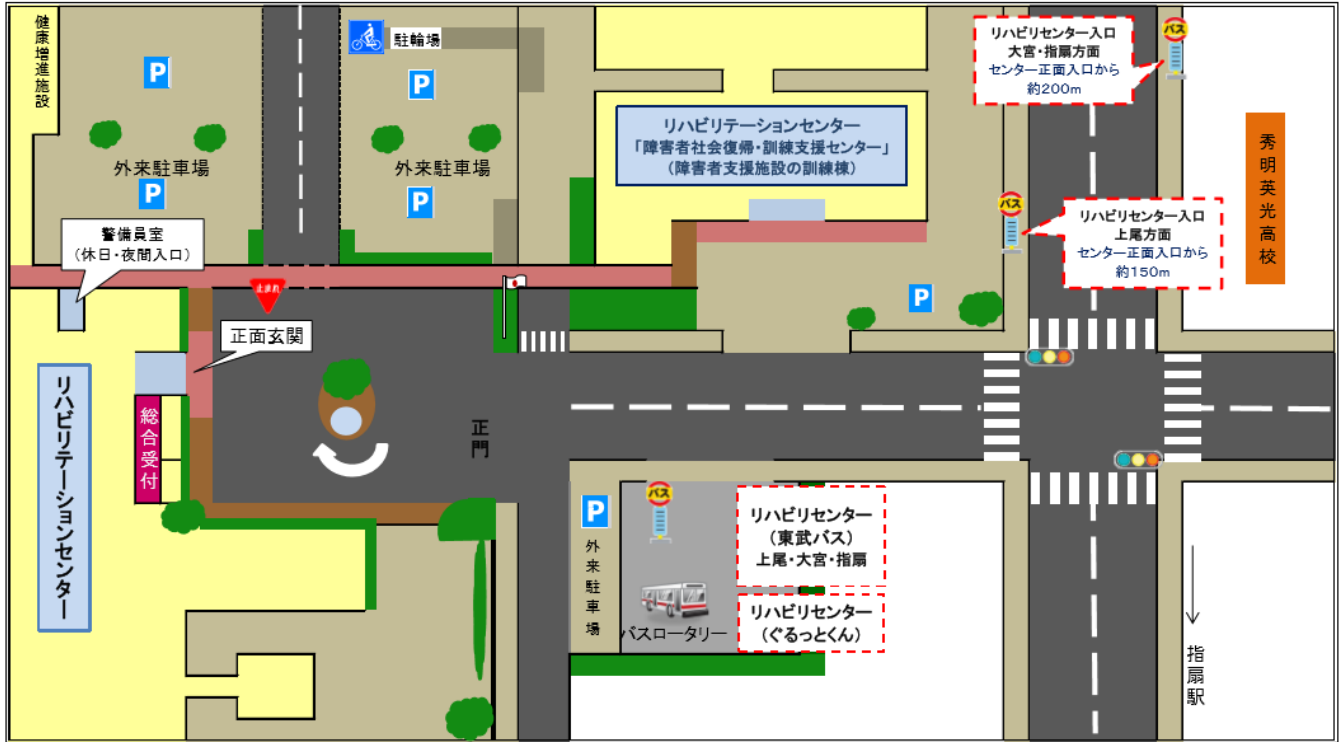 健康増進施設
P
駐輪場
P
外来駐車場
P
外来駐車場
P
警備員室
(休日・夜間入口)
リハビリテーションセンター
「障害者社会復帰・訓練支援センター」
(障害者支援施設の訓練棟)
リハビリセンター入口
大宮・指扇方面
センター正面入口から
約200m
バス
バス
リハビリセンター入口
上尾方面
センター正面入口から
約150m
秀明英光高校
P
止まれ
正面玄関
リハビリテーションセンター
総合受付
正門
P
外来駐車場
バス
バスロータリー
リハビリセンター
(東武バス)
上尾・大宮・指扇
リハビリセンター
(ぐるっとくん)
指扇駅